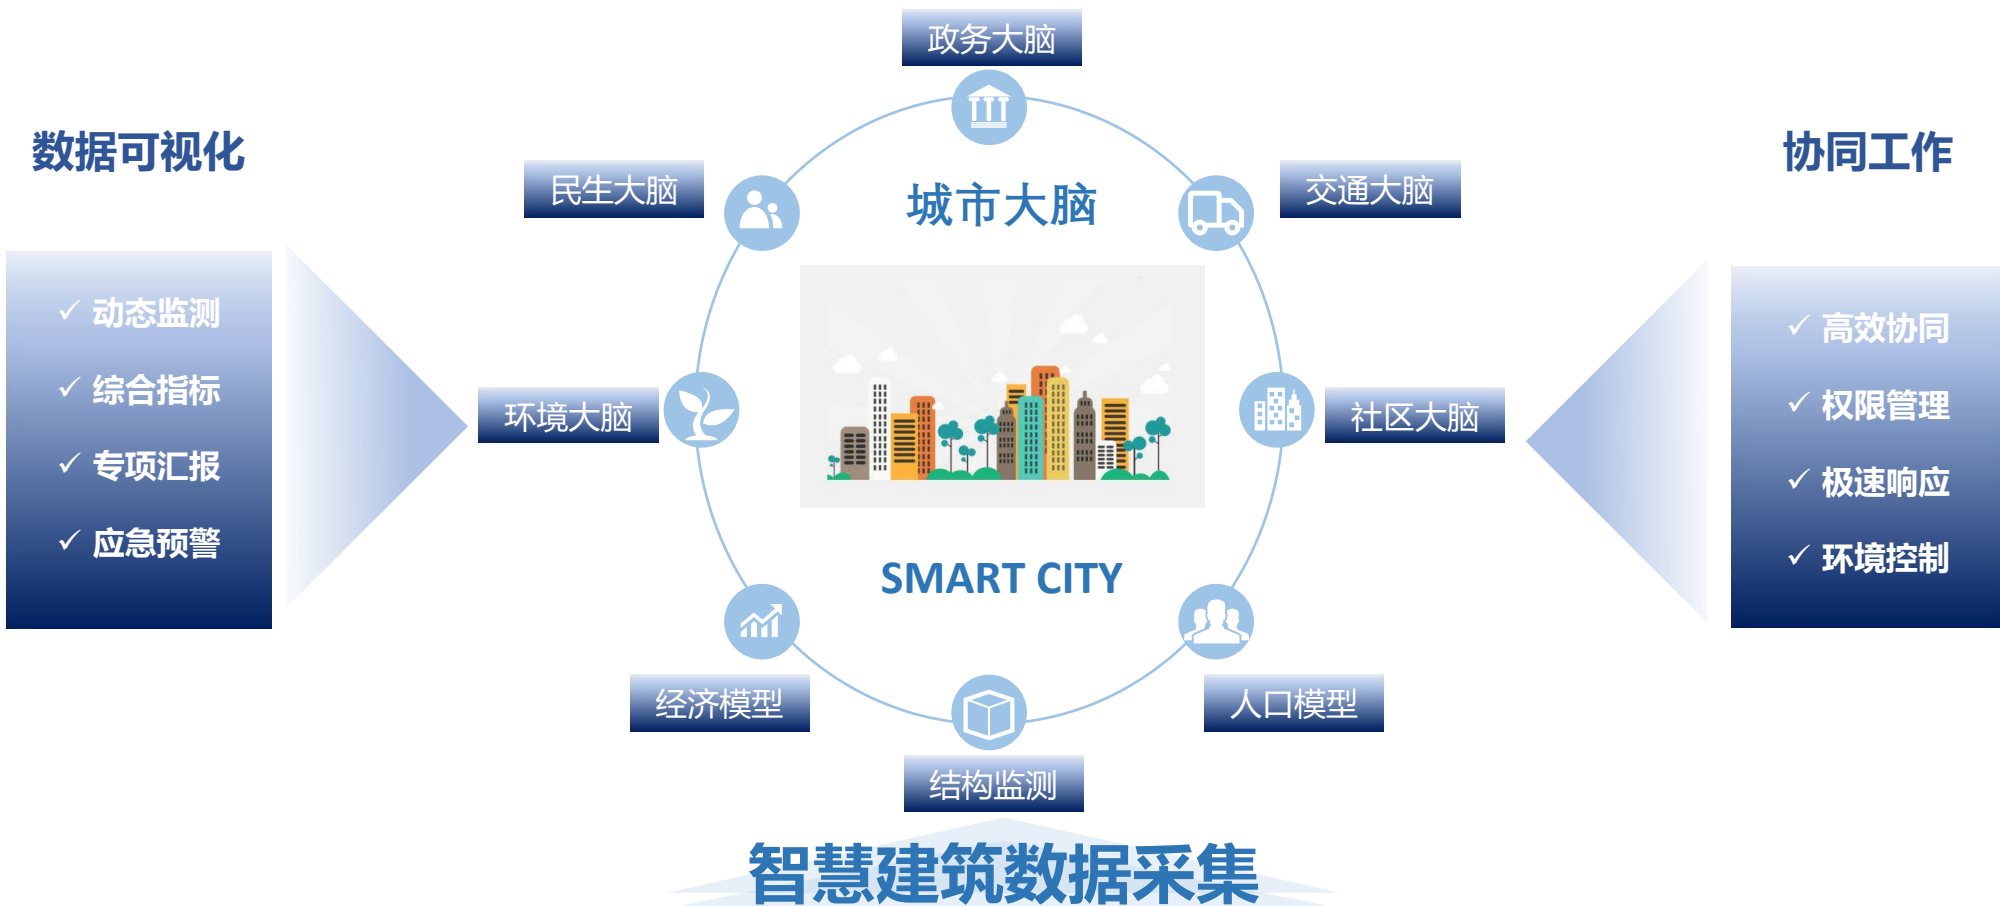 政务大脑
数据可视化
协同工作
民生大脑
城市大脑
交通大脑
动态监测
综合指标
专项汇报
应急预警
环境大脑
社区大脑
高效协同
权限管理
极速响应
环境控制
SMART CITY
经济模型
人口模型
结构监测
智慧建筑数据采集